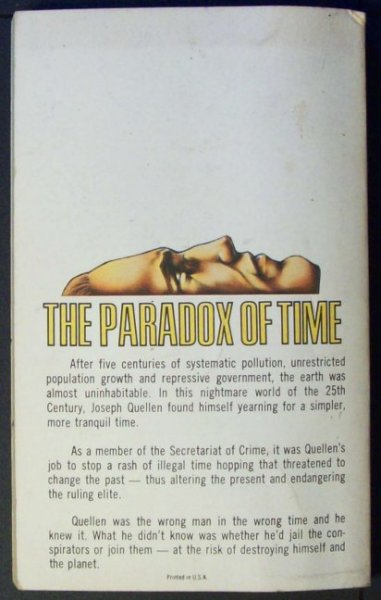 THE PARADOX OF TIME
After five centuries of systematic pollution, unrestricted
population growth and repressive government, the earth was
almost uninhabitable. In this nightmare world of the 25th
Century, Joseph Quellen found himself yearning for a simpler,
more tranquil time.
As a member of the Secretariat of Crime, it was Quellen's
job to stop a rash of illegal time hopping that threatened to
change the past — thus altering the present and endangering
the ruling elite.
Quellen was the wrong man in the wrong time and he
knew it. What he didn't know was whether he'd jail the con-
spirators or join them — at the risk of destroying himself and
the planet.
Printed in U.S.A.